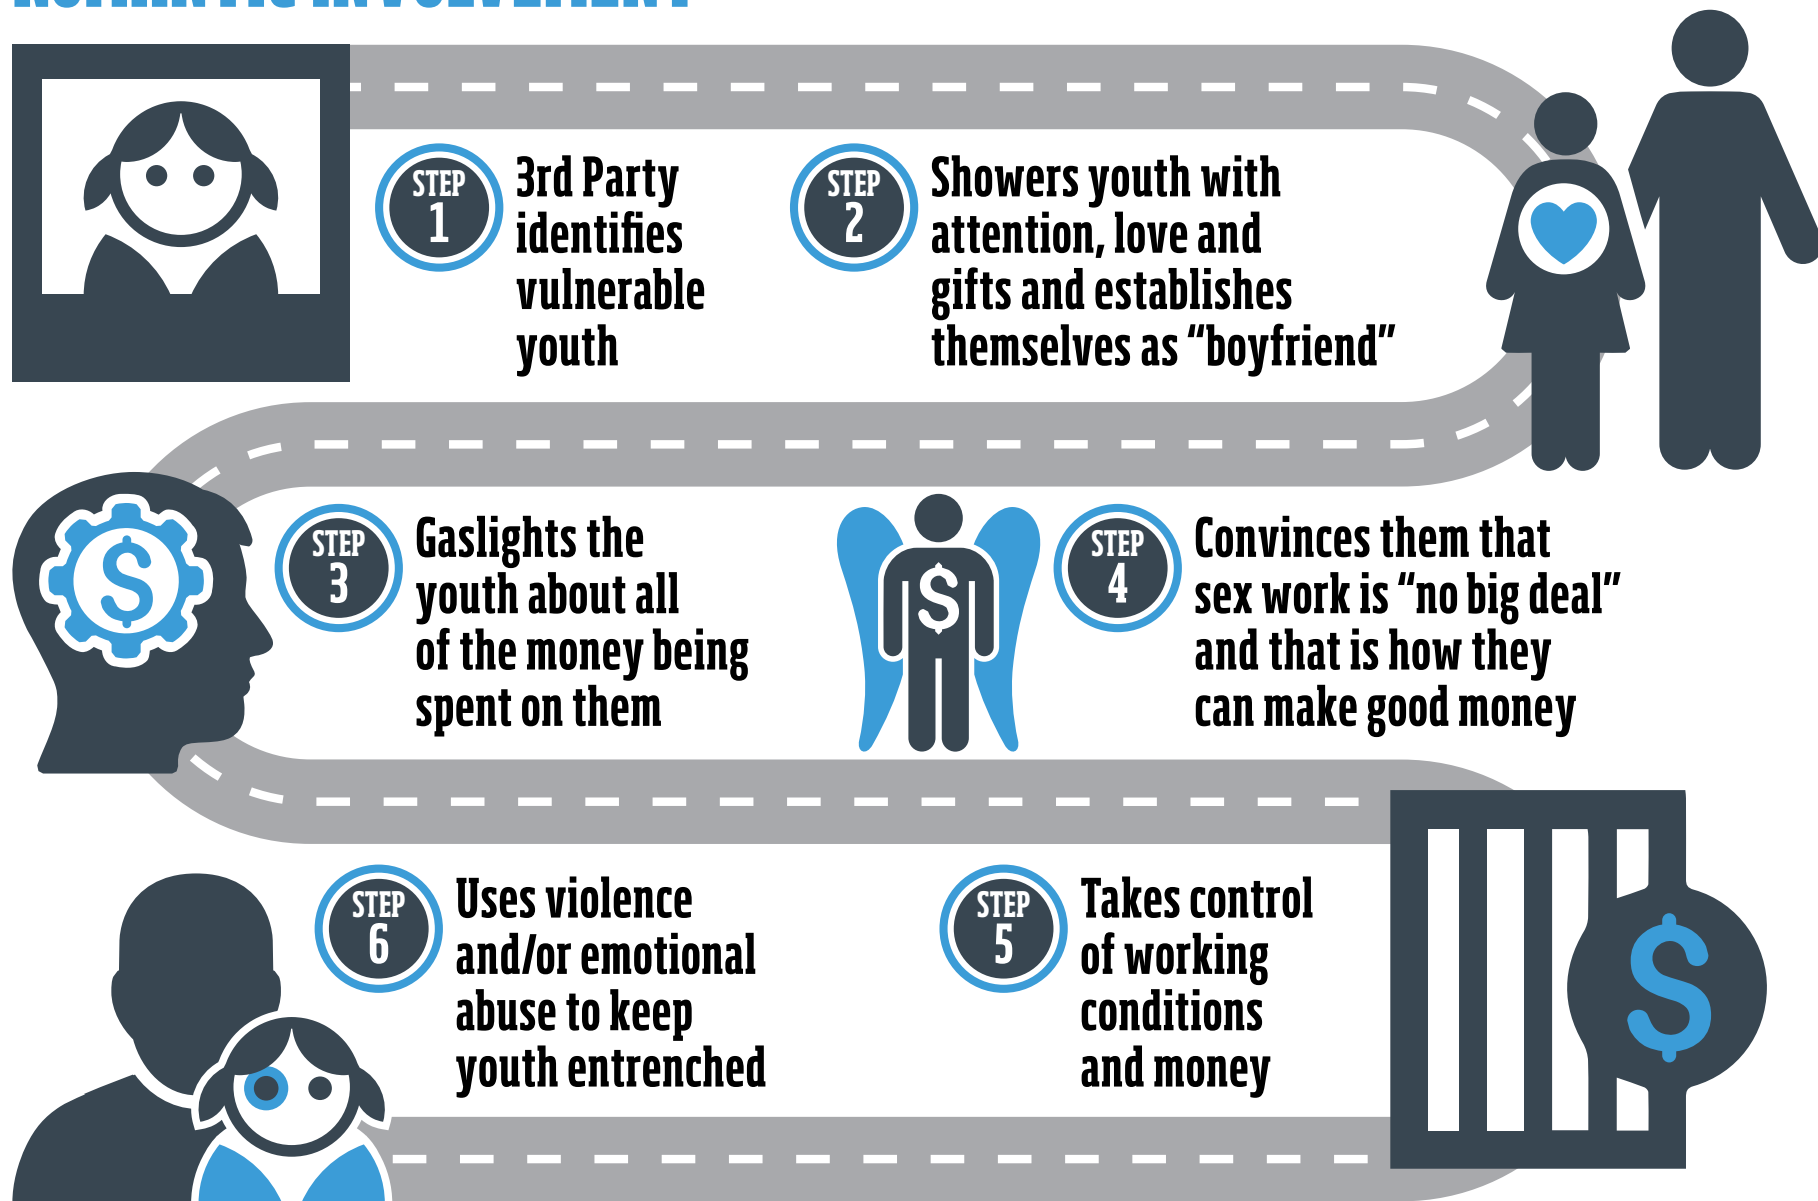 ROMANTIC INVOLVEMENT
STEP
1
3rd Party
identifies
vulnerable
youth
STEP
2
Showers youth with
attention, love and
gifts and establishes
themselves as “boyfriend”
STEP
3
Gaslights the
youth about all
of the money being
spent on them
$
$
STEP
4
Convinces them that
sex work is “no big deal”
and that is how they
can make good money
STEP
5
Takes control
of working
conditions
and money
$
STEP
6
Uses violence
and/or emotional
abuse to keep
youth entrenched